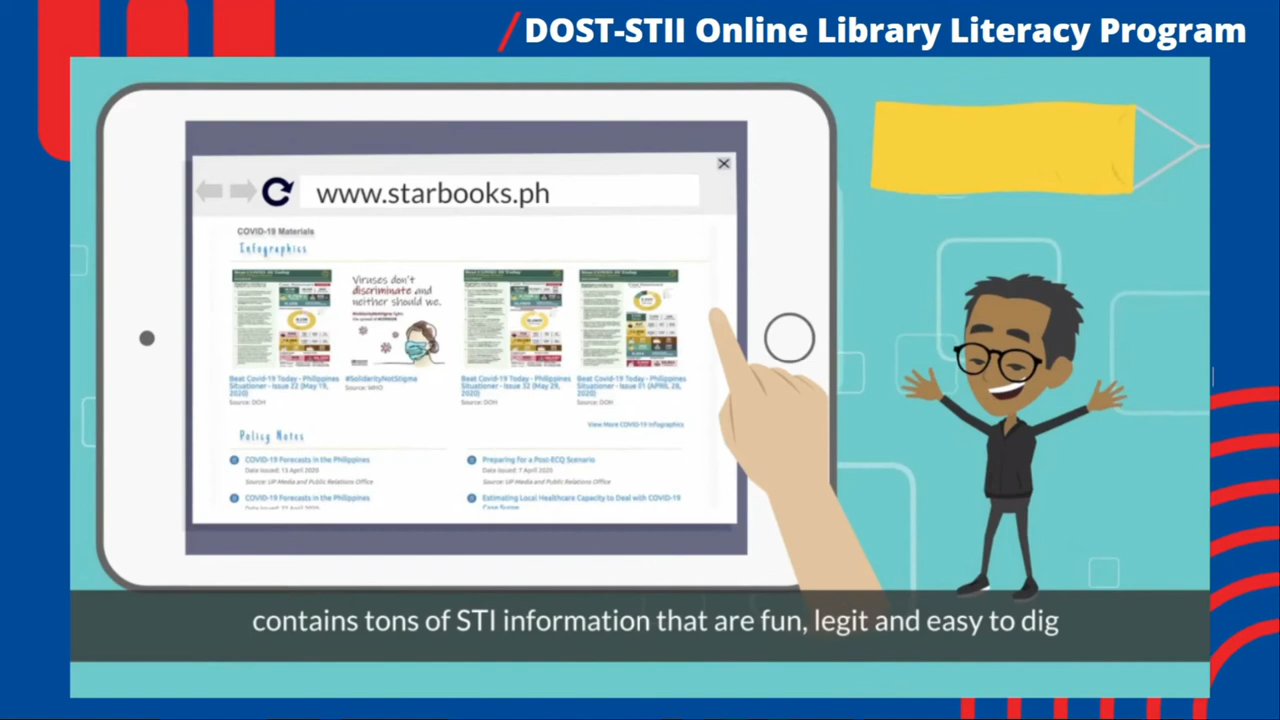 DOST-STII Online Library Literacy Program
www.starbooks.ph
COVID-19 Materials
Infographics
Viruses don't
discriminate and
neither should we.
Beat Covid-19 Today - Philippines
Situationer - Issue 22 (May 19,
2020)
Source: DOH
#SolidarityNotStigma
Source: WHO
Beat Covid-19 Today - Philippines
Situationer - Issue 32 (May 29,
2020)
Source: DOH
Beat Covid-19 Today - Philippines
Situationer - Issue 01 (APRIL 28,
2020)
Source: DOH
View More COVID-19 Infographics
Policy Notes
COVID-19 Forecasts in the Philippines
Date Issued: 13 April 2020
Source: UP Media and Public Relations Office
Preparing for a Post-ECQ Scenario
Date Issued: 7 April 2020
Source: UP Media and Public Relations Office
COVID-19 Forecasts in the Philippines
Estimating Local Healthcare Capacity to Deal with COVID-19
contains tons of STI information that are fun, legit and easy to dig